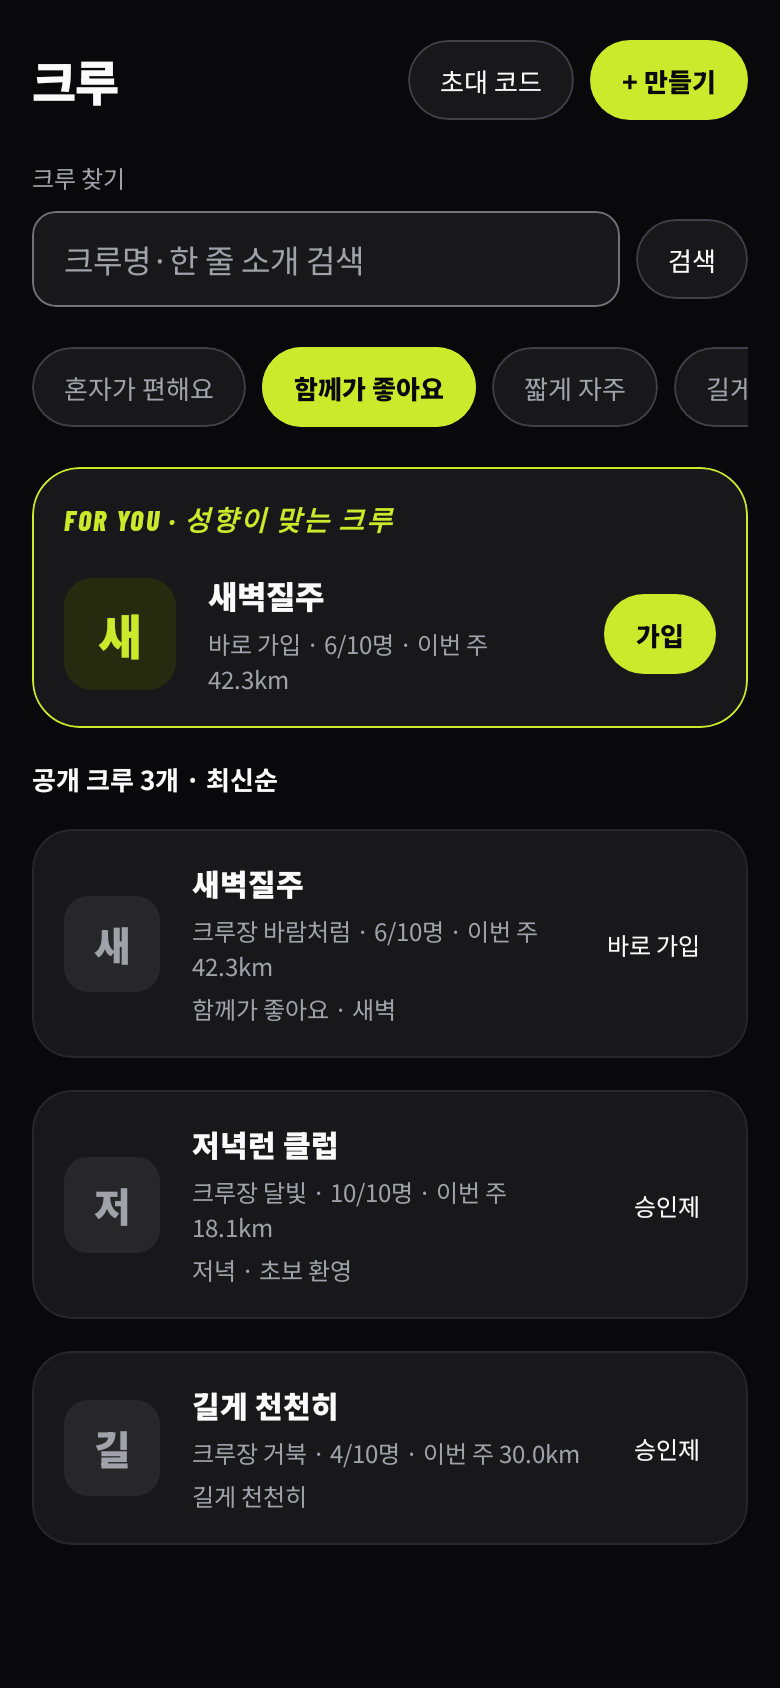 크루
초대 코드
+ 만들기
크루 찾기
크루명·한 줄 소개 검색
검색
혼자가 편해요
함께가 좋아요
짧게 자주
길게
FOR YOU · 성향이 맞는 크루
새
새벽질주
바로 가입 · 6/10명 · 이번 주
42.3km
가입
공개 크루 3개 · 최신순
새
새벽질주
크루장 바람처럼 · 6/10명 · 이번 주
42.3km
함께가 좋아요 · 새벽
바로 가입
저
저녁런 클럽
크루장 달빛 · 10/10명 · 이번 주
18.1km
저녁 · 초보 환영
승인제
길
길게 천천히
크루장 거북 · 4/10명 · 이번 주 30.0km
길게 천천히
승인제